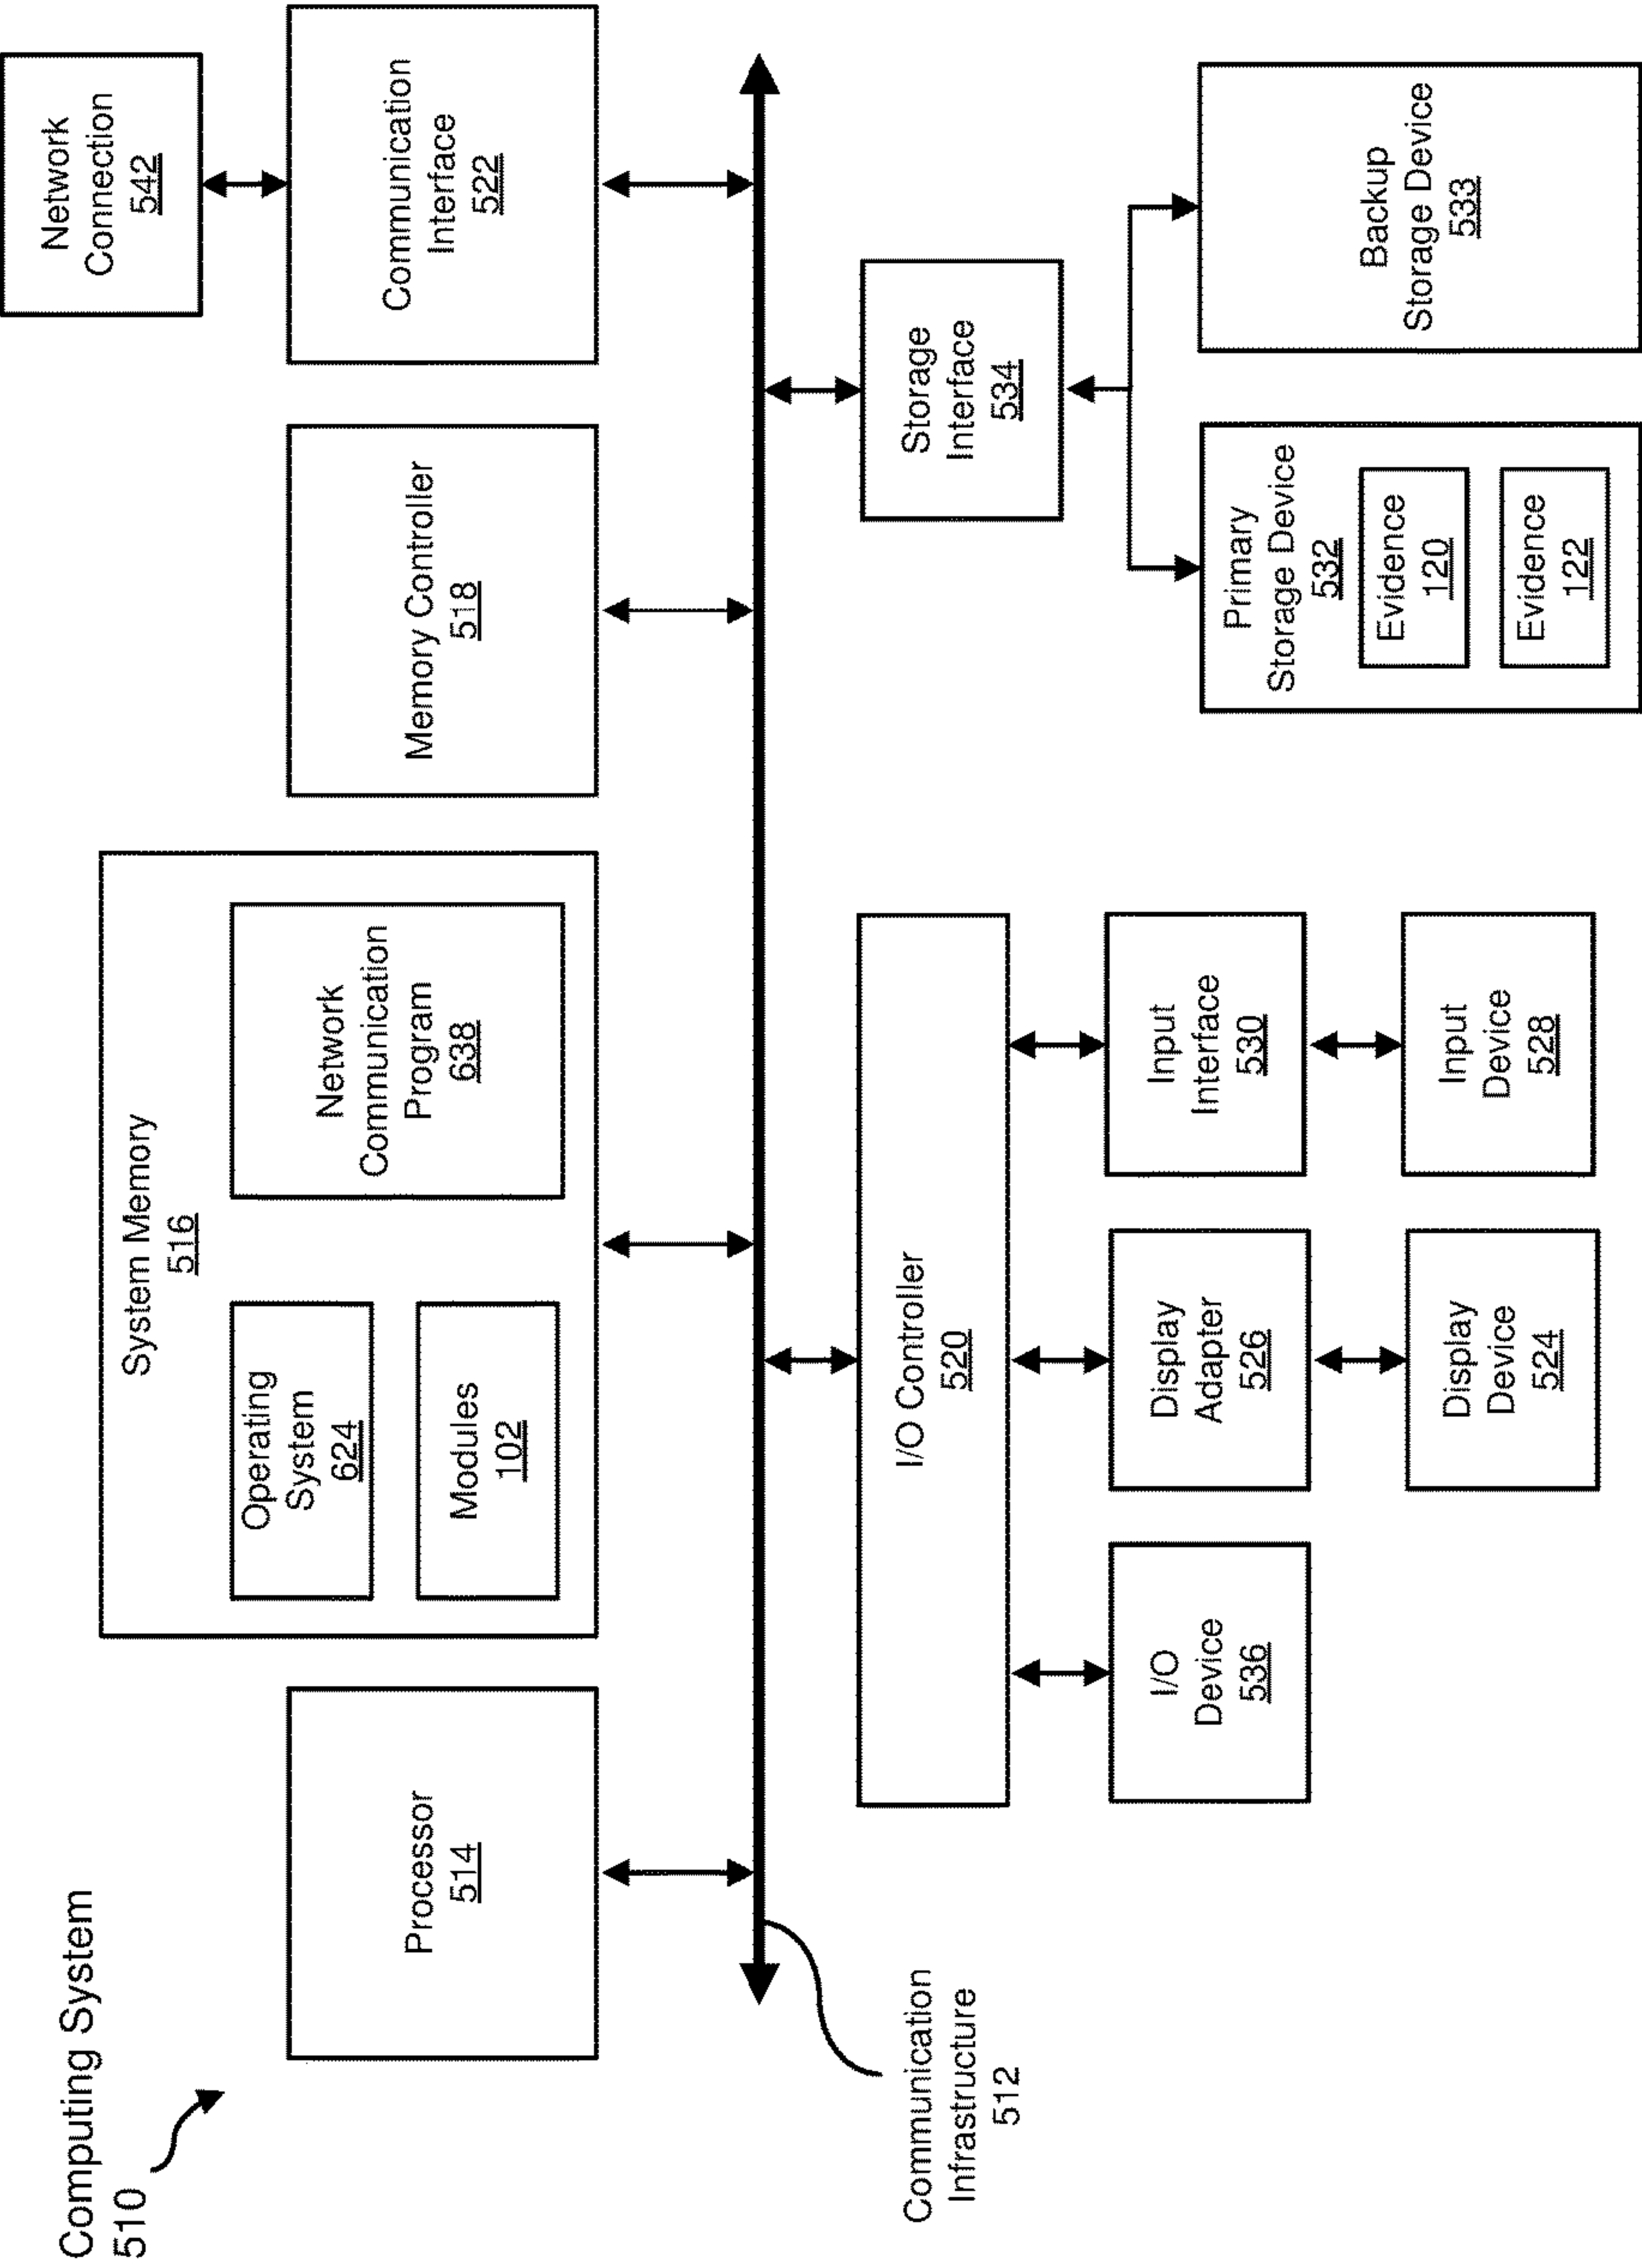 Computing System
510
Processor
514
System Memory
516
Operating
System
624
Modules
102
Network
Communication
Program
638
Memory Controller
518
Communication
Interface
522
Network
Connection
542
Communication
Infrastructure
512
I/O Controller
520
I/O
Device
536
Display
Adapter
526
Display
Device
524
Input
Interface
530
Input
Device
528
Storage
Interface
534
Primary
Storage Device
532
Evidence
120
Evidence
122
Backup
Storage Device
533